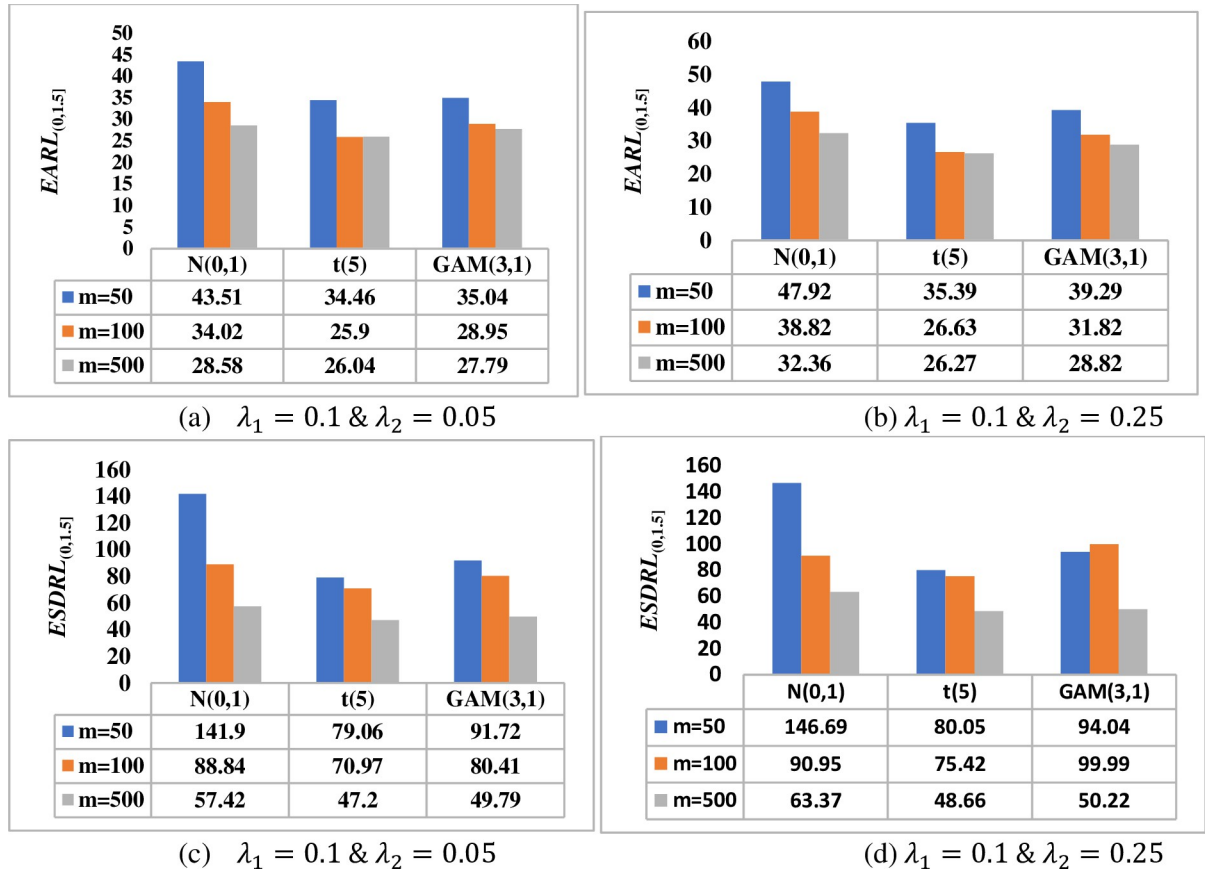 50
45
40
35
30
25
20
15
10
5
0
EARL(0,1.5]
N(0,1) t(5) GAM(3,1)
m=50 43.51 34.46 35.04
m=100 34.02 25.9 28.95
m=500 28.58 26.04 27.79
(a) λ1 = 0.1 & λ2 = 0.05
60
50
40
30
20
10
0
EARL(0,1.5]
N(0,1) t(5) GAM(3,1)
m=50 47.92 35.39 39.29
m=100 38.82 26.63 31.82
m=500 32.36 26.27 28.82
(b) λ1 = 0.1 & λ2 = 0.25
160
140
120
100
80
60
40
20
0
ESDRL(0,1.5]
N(0,1) t(5) GAM(3,1)
m=50 141.9 79.06 91.72
m=100 88.84 70.97 80.41
m=500 57.42 47.2 49.79
(c) λ1 = 0.1 & λ2 = 0.05
160
140
120
100
80
60
40
20
0
ESDRL(0,1.5]
N(0,1) t(5) GAM(3,1)
m=50 146.69 80.05 94.04
m=100 90.95 75.42 99.99
m=500 63.37 48.66 50.22
(d) λ1 = 0.1 & λ2 = 0.25